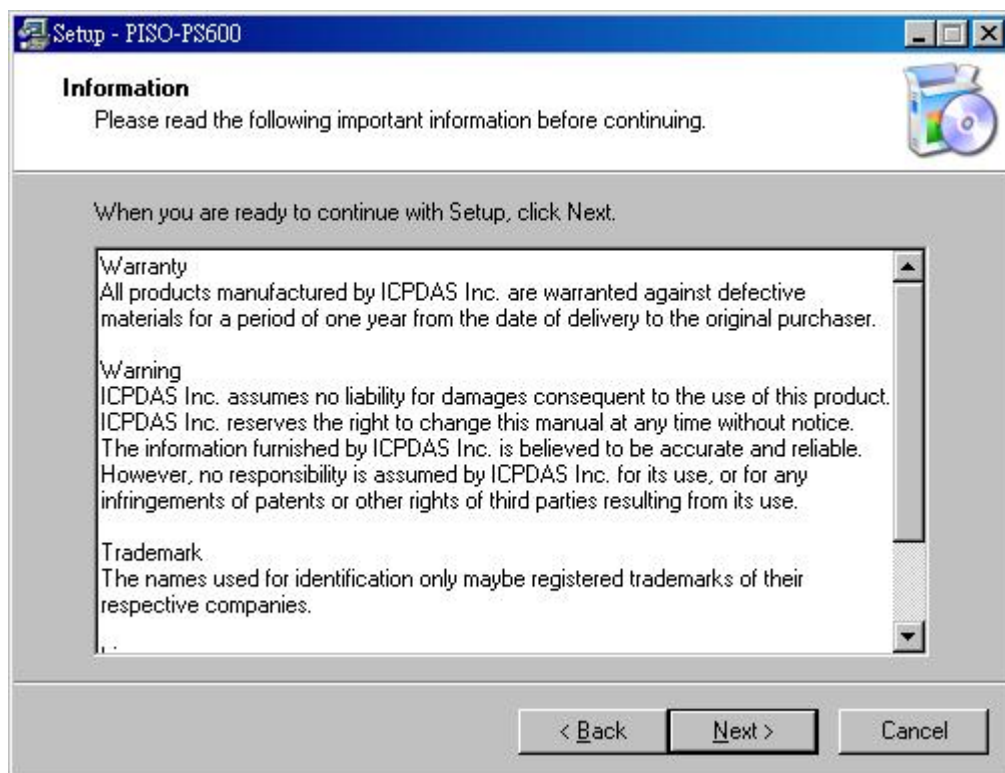 Setup - PISO-PS600
Information
Please read the following important information before continuing.
When you are ready to continue with Setup, click Next.
Warranty
All products manufactured by ICPDAS Inc. are warranted against defective
materials for a period of one year from the date of delivery to the original purchaser.
Warning
ICPDAS Inc. assumes no liability for damages consequent to the use of this product.
ICPDAS Inc. reserves the right to change this manual at any time without notice.
The information furnished by ICPDAS Inc. is believed to be accurate and reliable.
However, no responsibility is assumed by ICPDAS Inc. for its use, or for any
infringements of patents or other rights of third parties resulting from its use.
Trademark
The names used for identification only maybe registered trademarks of their
respective companies.
< Back
Next >
Cancel